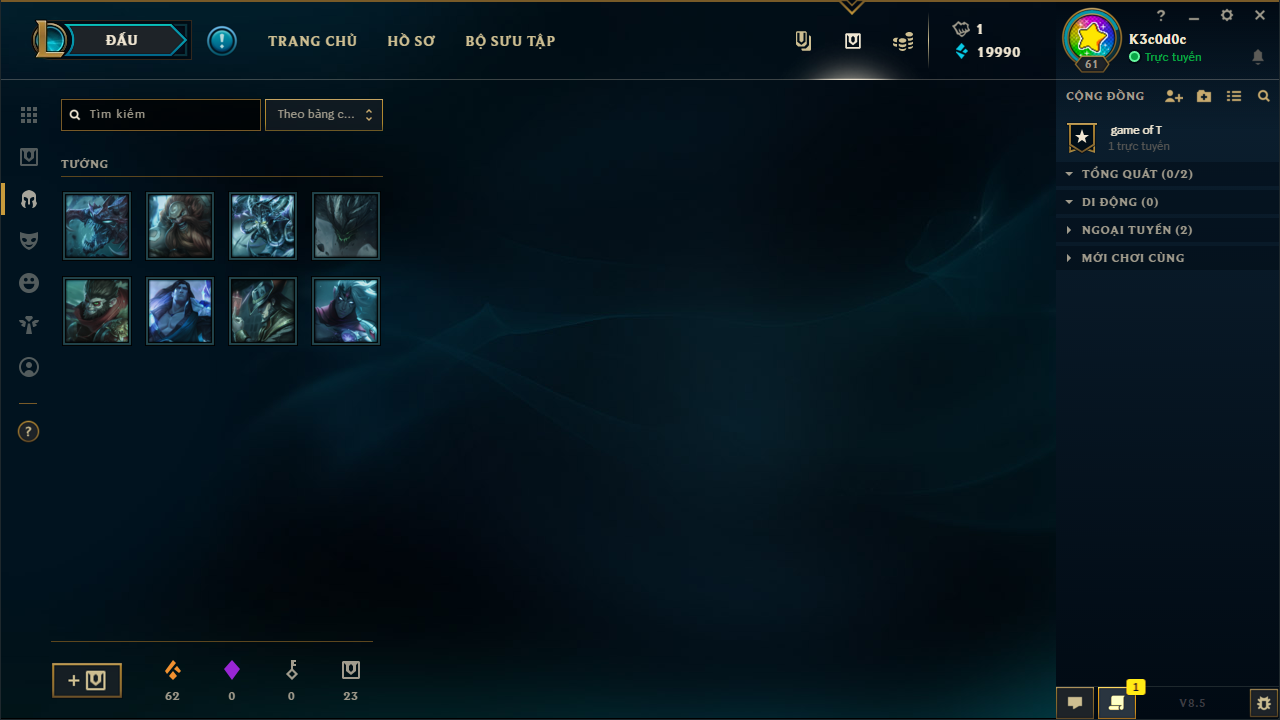 ĐẤU
!
TRANG CHỦ
HỒ SƠ
BỘ SƯU TẬP
1
19990
?
61
K3c0d0c
Trực tuyến
Tìm kiếm
Theo bảng c...
TƯỚNG
?
62
0
0
23
CỘNG ĐỒNG
game of T
1 trực tuyến
TỔNG QUÁT (0/2)
DI ĐỘNG (0)
NGOẠI TUYẾN (2)
MỚI CHƠI CÙNG
1
V8.5